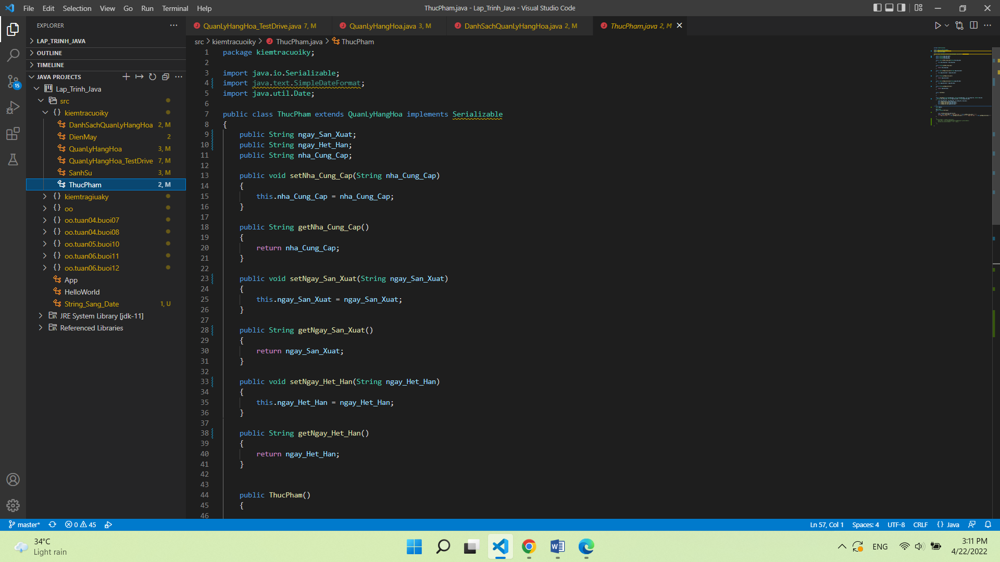 File Edit Selection View Go Run Terminal Help
ThucPham.java - Lap_Trinh_Java - Visual Studio Code
EXPLORER
LAP_TRINH_JAVA
OUTLINE
TIMELINE
JAVA PROJECTS
Lap_Trinh_Java
src
kiemtracuoiky
DanhSachQuanLyHangHoa 2, M
DienMay 2
QuanLyHangHoa 3, M
QuanLyHangHoa_TestDrive 7, M
SanhSu 3, M
ThucPham 2, M
kiemtragiuaky
oo
oo.tuan04.buoi07
oo.tuan04.buoi08
oo.tuan05.buoi10
oo.tuan06.buoi11
oo.tuan06.buoi12
App
HelloWorld
String_Sang_Date 1, U
JRE System Library [jdk-11]
Referenced Libraries
15
QuanLyHangHoa_TestDrive.java 7, M QuanLyHangHoa.java 3, M DanhSachQuanLyHangHoa.java 2, M ThucPham.java 2, M
src > kiemtracuoiky > ThucPham.java > ThucPham
1 package kiemtracuoiky;
2
3 import java.io.Serializable;
4 import java.text.SimpleDateFormat;
5 import java.util.Date;
6
7 public class ThucPham extends QuanLyHangHoa implements Serializable
8 {
9 public String ngay_San_Xuat;
10 public String ngay_Het_Han;
11 public String nha_Cung_Cap;
12
13 public void setNha_Cung_Cap(String nha_Cung_Cap)
14 {
15 this.nha_Cung_Cap = nha_Cung_Cap;
16 }
17
18 public String getNha_Cung_Cap()
19 {
20 return nha_Cung_Cap;
21 }
22
23 public void setNgay_San_Xuat(String ngay_San_Xuat)
24 {
25 this.ngay_San_Xuat = ngay_San_Xuat;
26 }
27
28 public String getNgay_San_Xuat()
29 {
30 return ngay_San_Xuat;
31 }
32
33 public void setNgay_Het_Han(String ngay_Het_Han)
34 {
35 this.ngay_Het_Han = ngay_Het_Han;
36 }
37
38 public String getNgay_Het_Han()
39 {
40 return ngay_Het_Han;
41 }
42
43
44 public ThucPham()
45 {
46
master* 0 45 Ln 57, Col 1 Spaces: 4 UTF-8 CRLF {} Java
34°C
Light rain
W
ENG
3:11 PM
4/22/2022